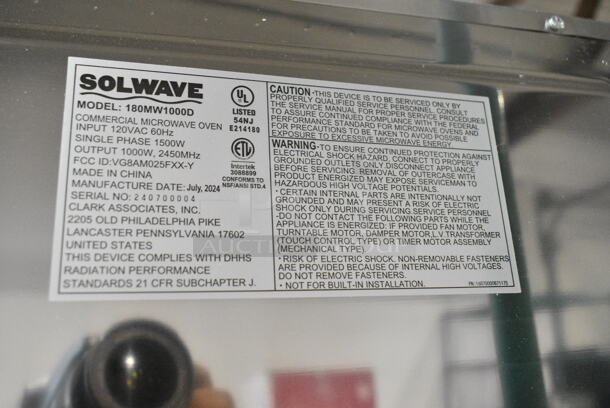 SOLWAVE
MODEL: 180MW1000D
COMMERCIAL MICROWAVE OVEN
INPUT 120VAC 60Hz
SINGLE PHASE 1500W
OUTPUT 1000W, 2450MHz
FCC ID:VG8AM025FXX-Y
MADE IN CHINA
MANUFACTURE DATE: July, 2024
SERIAL NO: 240700004
CLARK ASSOCIATES, INC.
2205 OLD PHILADELPHIA PIKE
LANCASTER PENNSYLVANIA 17602
UNITED STATES
THIS DEVICE COMPLIES WITH DHHS
RADIATION PERFORMANCE
STANDARDS 21 CFR SUBCHAPTER J.
UL
LISTED
54NJ
E214180
ETL
Intertek
3088899
CONFORMS TO
NSF/ANSI STD.4
CAUTION -THIS DEVICE IS TO BE SERVICED ONLY BY
PROPERLY QUALIFIED SERVICE PERSONNEL. CONSULT
THE SERVICE MANUAL FOR PROPER SERVICE PROCEDURES
TO ASSURE CONTINUED COMPLIANCE WITH THE FEDERAL
PERFORMANCE STANDARD FOR MICROWAVE OVENS AND
FOR PRECAUTIONS TO BE TAKEN TO AVOID POSSIBLE
EXPOSURE TO EXCESSIVE MICROWAVE ENERGY.
WARNING-TO ENSURE CONTINUED PROTECTION AGAINST
ELECTRICAL SHOCK HAZARD, CONNECT TO PROPERLY
GROUNDED OUTLETS ONLY. DISCONNECT APPLIANCE
BEFORE SERVICING. REMOVAL OF OUTERCASE WITH
PRODUCT ENERGIZED MAY EXPOSE SERVICEMAN TO
HAZARDOUS HIGH VOLTAGE POTENTIALS.
· CERTAIN INTERNAL PARTS ARE INTENTIONALLY NOT
GROUNDED AND MAY PRESENT A RISK OF ELECTRIC
SHOCK ONLY DURING SERVICING. SERVICE PERSONNEL
DO NOT CONTACT THE FOLLOWING PARTS WHILE THE
APPLIANCE IS ENERGIZED: IF PROVIDED FAN MOTOR,
TURNTABLE MOTOR, DAMPER MOTOR,L.V. TRANSFORMER
(TOUCH CONTROL TYPE) OR TIMER MOTOR ASSEMBLY
(MECHANICAL TYPE).
· RISK OF ELECTRIC SHOCK. NON-REMOVABLE FASTENERS
ARE PROVIDED BECAUSE OF INTERNAL HIGH VOLTAGES.
DO NOT REMOVE FASTENERS.
· NOT FOR BUILT-IN INSTALLATION.